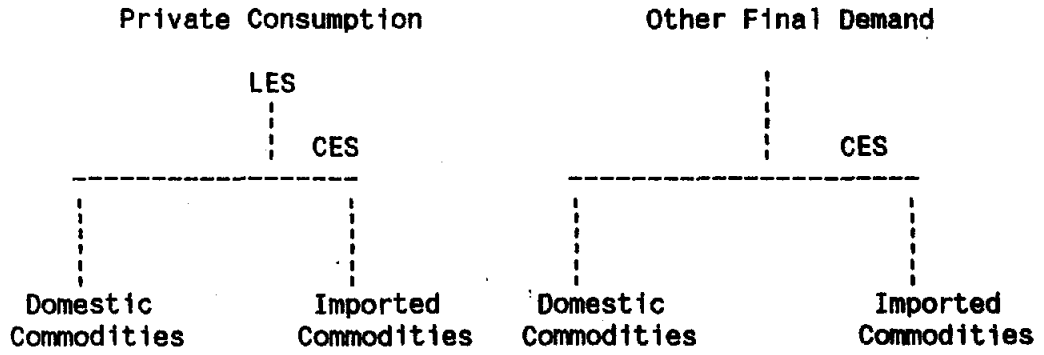 Private Consumption Other Final Demand
LES
CES CES
Domestic Imported Domestic Imported
Commodities Commodities Commodities Commodities